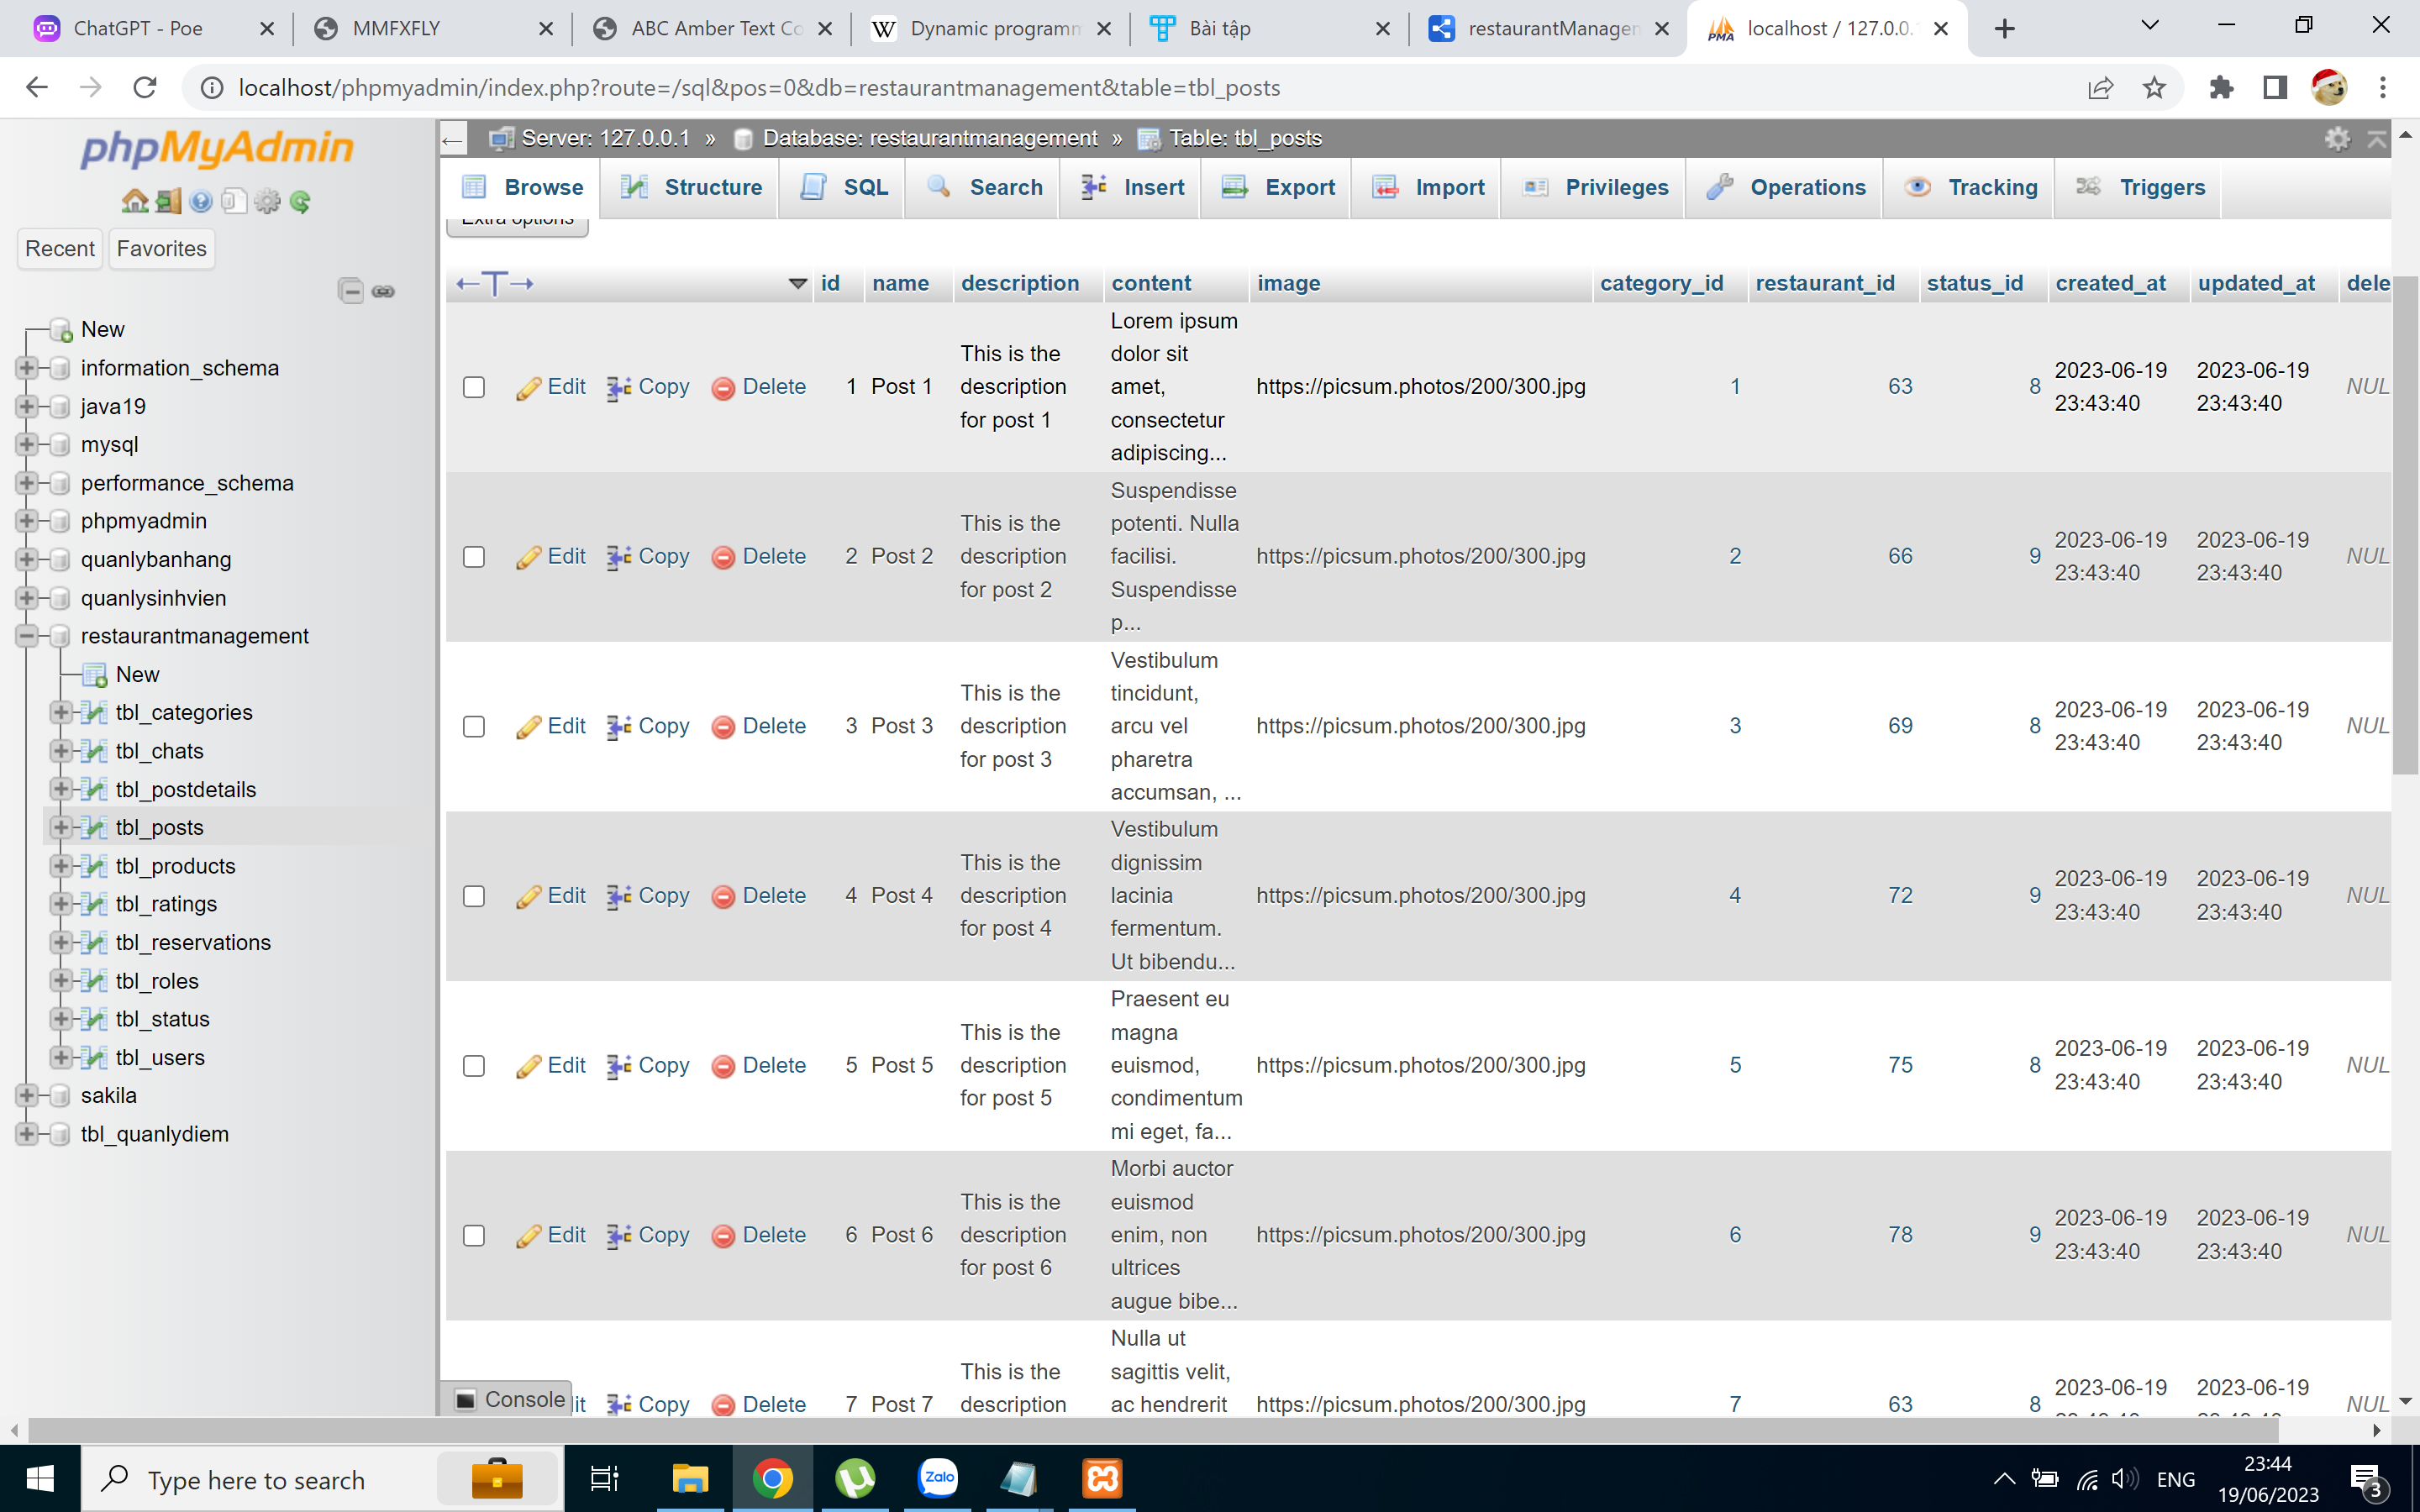 ChatGPT - Poe
MMFXFLY
ABC Amber Text Co
Dynamic programm
Bài tập
restaurantManagem
localhost / 127.0.0.1
localhost/phpmyadmin/index.php?route=/sql&pos=0&db=restaurantmanagement&table=tbl_posts
phpMyAdmin
Recent Favorites
New
information_schema
java19
mysql
performance_schema
phpmyadmin
quanlybanhang
quanlysinhvien
restaurantmanagement
New
tbl_categories
tbl_chats
tbl_postdetails
tbl_posts
tbl_products
tbl_ratings
tbl_reservations
tbl_roles
tbl_status
tbl_users
sakila
tbl_quanlydiem
Server: 127.0.0.1 » Database: restaurantmanagement » Table: tbl_posts
Browse Structure SQL Search Insert Export Import Privileges Operations Tracking Triggers
Extra options
←T→ id name description content image category_id restaurant_id status_id created_at updated_at dele
Edit Copy Delete 1 Post 1
This is the
description
for post 1
Lorem ipsum
dolor sit
amet,
consectetur
adipiscing...
https://picsum.photos/200/300.jpg 1 63 8
2023-06-19
23:43:40
2023-06-19
23:43:40
NUL
Edit Copy Delete 2 Post 2
This is the
description
for post 2
Suspendisse
potenti. Nulla
facilisi.
Suspendisse
p...
https://picsum.photos/200/300.jpg 2 66 9
2023-06-19
23:43:40
2023-06-19
23:43:40
NUL
Edit Copy Delete 3 Post 3
This is the
description
for post 3
Vestibulum
tincidunt,
arcu vel
pharetra
accumsan, ...
https://picsum.photos/200/300.jpg 3 69 8
2023-06-19
23:43:40
2023-06-19
23:43:40
NUL
Edit Copy Delete 4 Post 4
This is the
description
for post 4
Vestibulum
dignissim
lacinia
fermentum.
Ut bibendu...
https://picsum.photos/200/300.jpg 4 72 9
2023-06-19
23:43:40
2023-06-19
23:43:40
NUL
Edit Copy Delete 5 Post 5
This is the
description
for post 5
Praesent eu
magna
euismod,
condimentum
mi eget, fa...
https://picsum.photos/200/300.jpg 5 75 8
2023-06-19
23:43:40
2023-06-19
23:43:40
NUL
Edit Copy Delete 6 Post 6
This is the
description
for post 6
Morbi auctor
euismod
enim, non
ultrices
augue bibe...
https://picsum.photos/200/300.jpg 6 78 9
2023-06-19
23:43:40
2023-06-19
23:43:40
NUL
Console it Copy Delete 7 Post 7
This is the
description
Nulla ut
sagittis velit,
ac hendrerit
https://picsum.photos/200/300.jpg 7 63 8
2023-06-19
2023-06-19
NUL
Type here to search
Zalo
ENG
23:44
19/06/2023
3